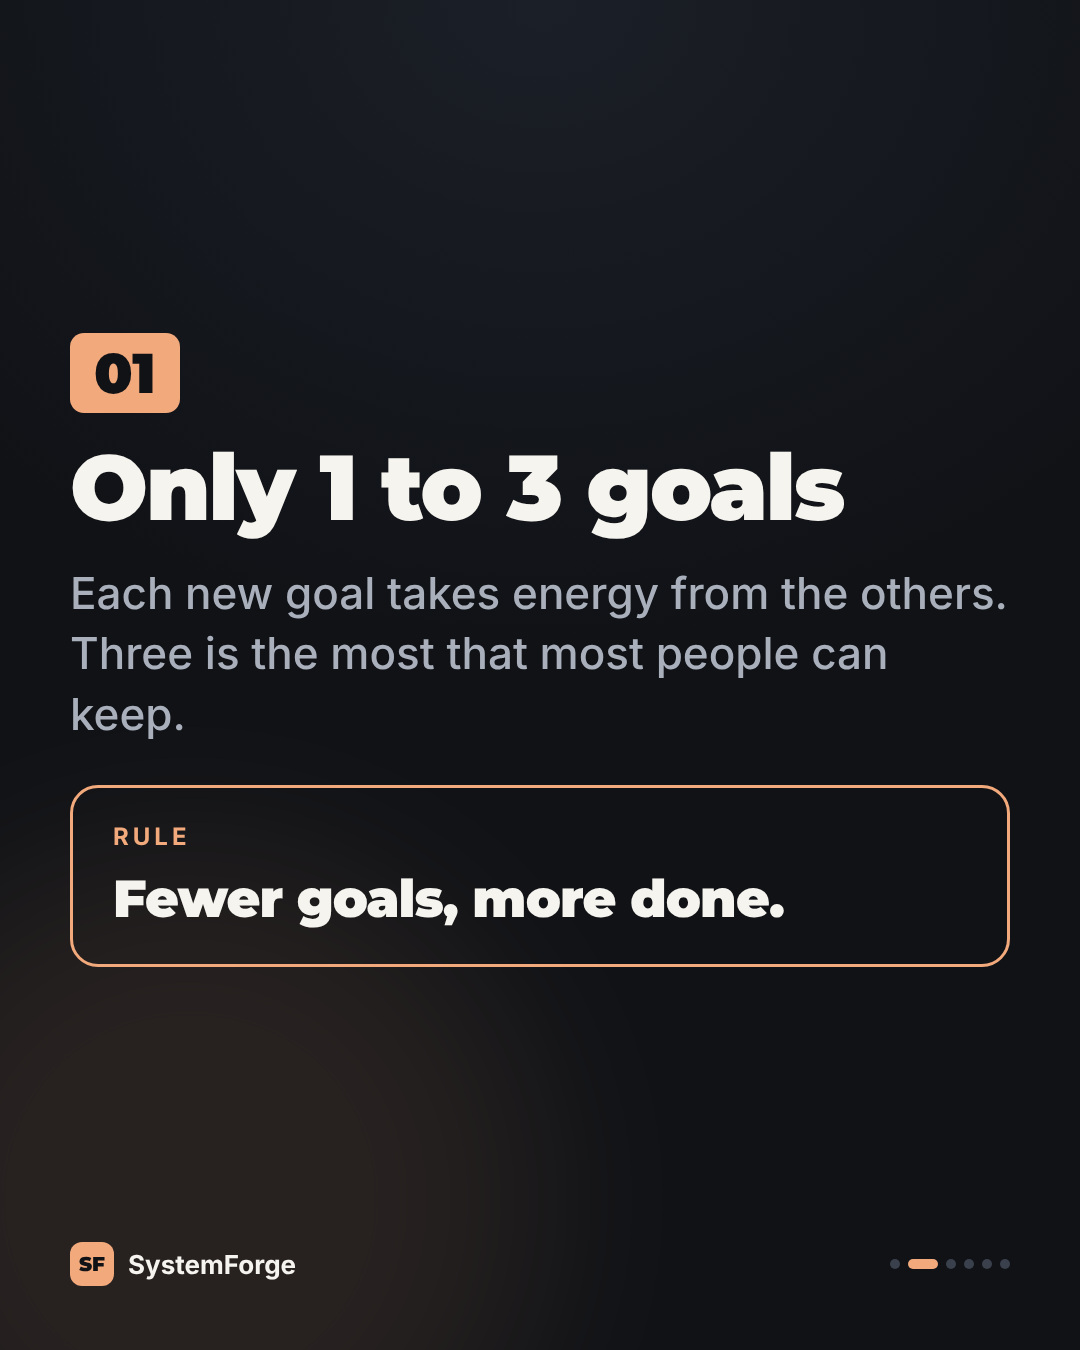 01
Only 1 to 3 goals
Each new goal takes energy from the others.
Three is the most that most people can
keep.
RULE
Fewer goals, more done.
SF SystemForge